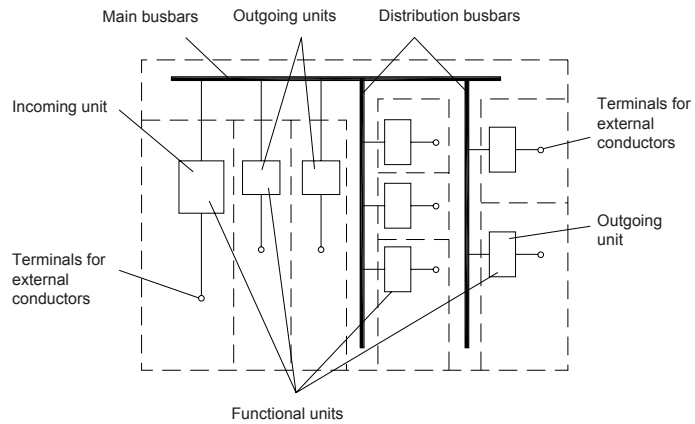 Main busbars
Outgoing units
Distribution busbars
Incoming unit
Terminals for
external
conductors
Outgoing
unit
Terminals for
external
conductors
Functional units